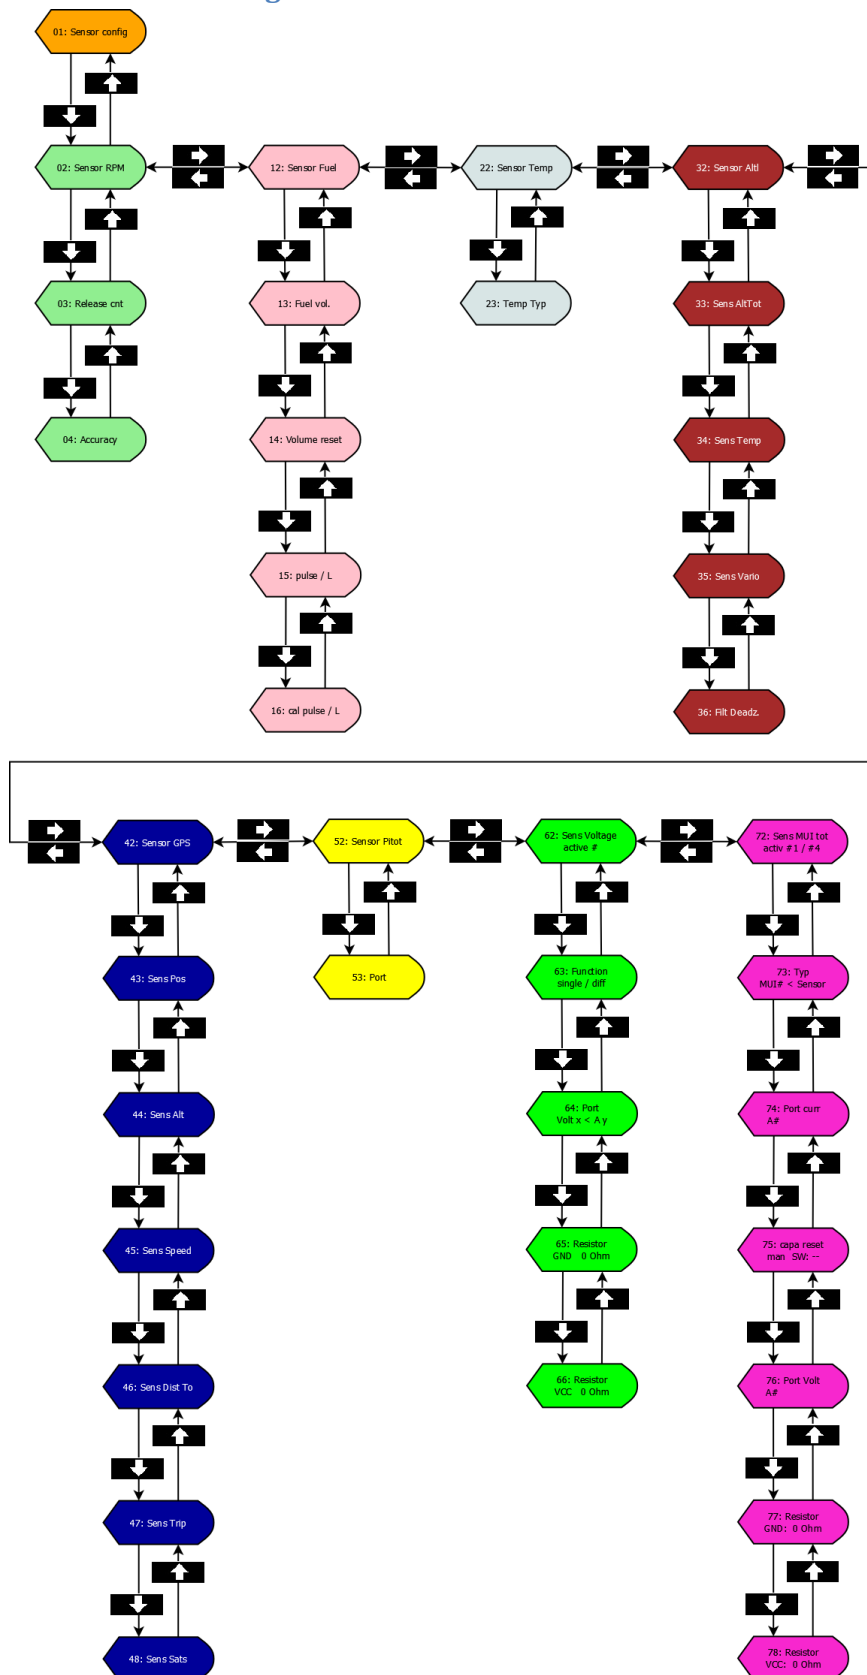 01: Sensor config
02: Sensor RPM
12: Sensor Fuel
22: Sensor Temp
32: Sensor Altl
03: Release cnt
13: Fuel vol.
23: Temp Typ
33: Sens AltTot
04: Accuracy
14: Volume reset
34: Sens Temp
15: pulse / L
35: Sens Vario
16: cal pulse / L
36: Filt Deadz.
42: Sensor GPS
52: Sensor Pitot
62: Sens Voltage
active #
72: Sens MUI tot
activ #1 / #4
43: Sens Pos
53: Port
63: Function
single / diff
73: Typ
MUI# < Sensor
44: Sens Alt
64: Port
Volt x < A y
74: Port curr
A#
45: Sens Speed
65: Resistor
GND 0 Ohm
75: capa reset
man SW: --
46: Sens Dist To
66: Resistor
VCC 0 Ohm
76: Port Volt
A#
47: Sens Trip
77: Resistor
GND: 0 Ohm
48: Sens Sats
78: Resistor
VCC: 0 Ohm